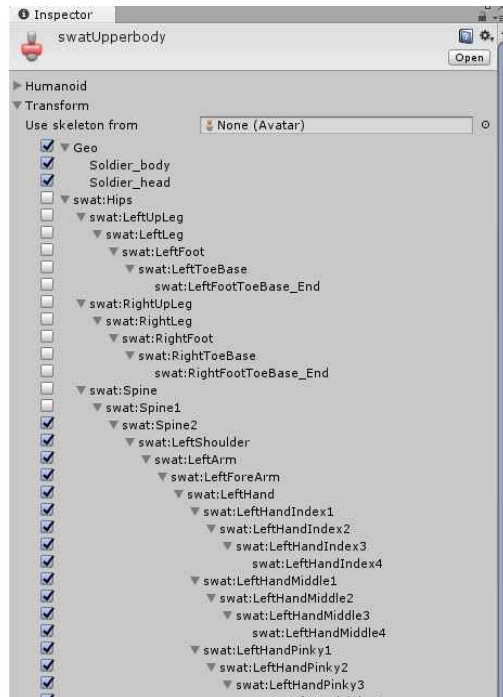 Inspector
swatUpperbody
Open
Humanoid
Transform
Use skeleton from None (Avatar)
Geo
Soldier_body
Soldier_head
swat:Hips
swat:LeftUpLeg
swat:LeftLeg
swat:LeftFoot
swat:LeftToeBase
swat:LeftFootToeBase_End
swat:RightUpLeg
swat:RightLeg
swat:RightFoot
swat:RightToeBase
swat:RightFootToeBase_End
swat:Spine
swat:Spine1
swat:Spine2
swat:LeftShoulder
swat:LeftArm
swat:LeftForeArm
swat:LeftHand
swat:LeftHandIndex1
swat:LeftHandIndex2
swat:LeftHandIndex3
swat:LeftHandIndex4
swat:LeftHandMiddle1
swat:LeftHandMiddle2
swat:LeftHandMiddle3
swat:LeftHandMiddle4
swat:LeftHandPinky1
swat:LeftHandPinky2
swat:LeftHandPinky3